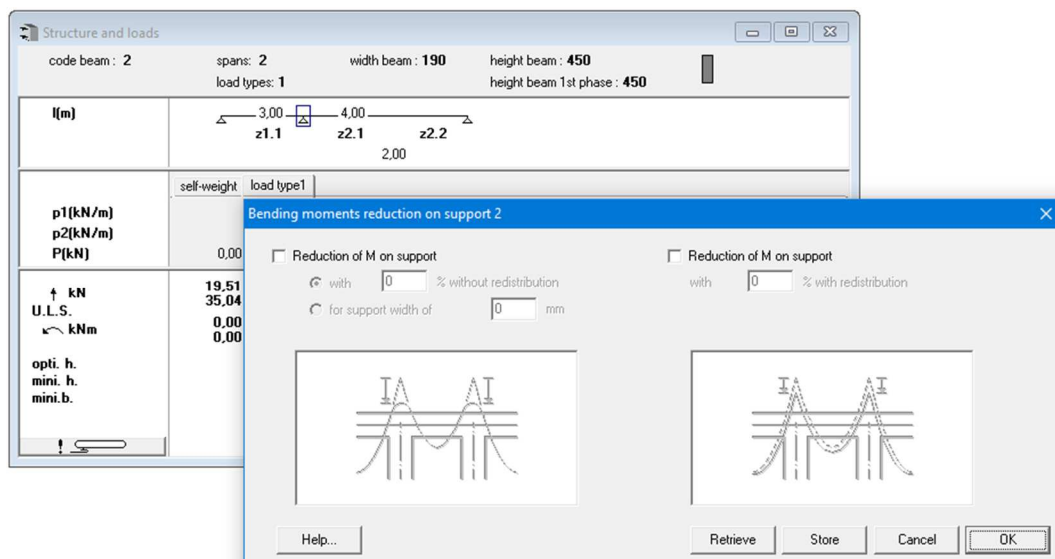 Structure and loads
code beam : 2 spans: 2 width beam : 190 height beam : 450
load types: 1 height beam 1st phase : 450
l(m) 3,00 4,00
z1.1 z2.1 z2.2
2,00
self-weight load type1
p1(kN/m)
p2(kN/m)
P(kN) 0,00
kN 19,51
U.L.S. 35,04
kNm 0,00
0,00
opti. h.
mini. h.
mini.b.
!
Bending moments reduction on support 2
Reduction of M on support
with 0 % without redistribution
for support width of 0 mm
Reduction of M on support
with 0 % with redistribution
Help... Retrieve Store Cancel OK